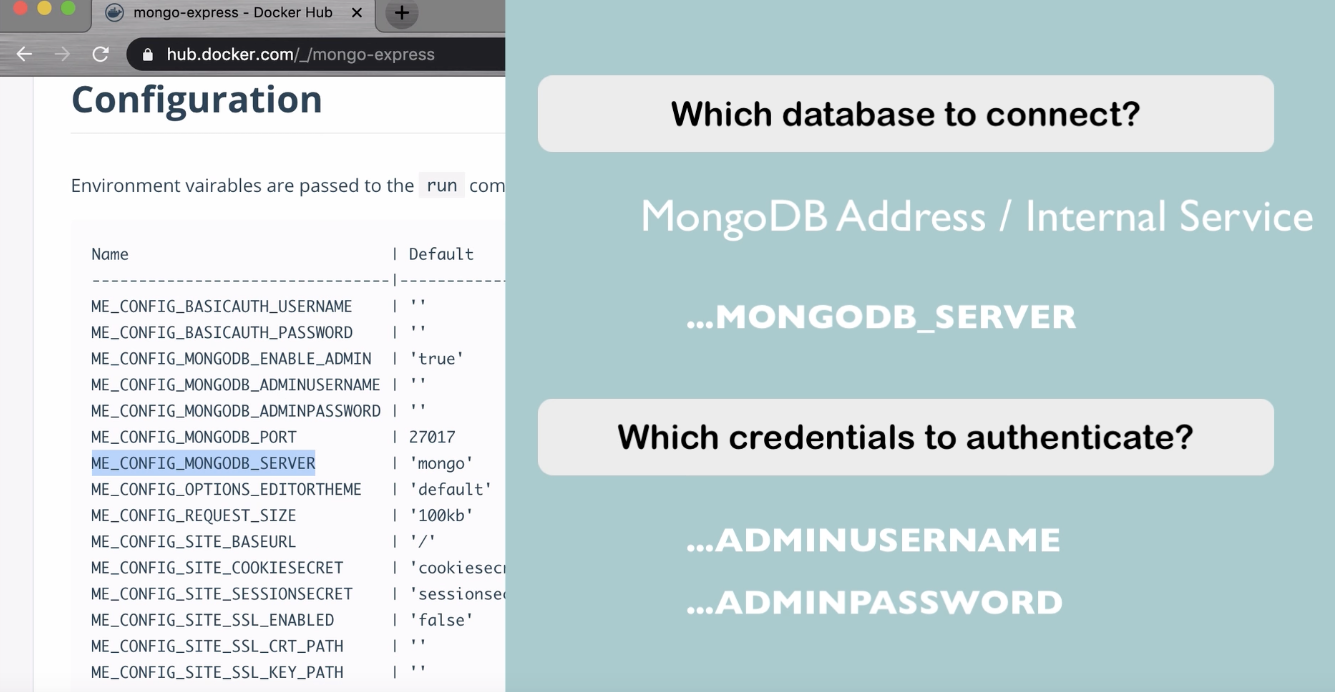 mongo-express - Docker Hub
hub.docker.com/_/mongo-express
Configuration
Environment vairables are passed to the run com
Name | Default
--------------------------------|------------
ME_CONFIG_BASICAUTH_USERNAME | ''
ME_CONFIG_BASICAUTH_PASSWORD | ''
ME_CONFIG_MONGODB_ENABLE_ADMIN | 'true'
ME_CONFIG_MONGODB_ADMINUSERNAME | ''
ME_CONFIG_MONGODB_ADMINPASSWORD | ''
ME_CONFIG_MONGODB_PORT | 27017
ME_CONFIG_MONGODB_SERVER | 'mongo'
ME_CONFIG_OPTIONS_EDITORTHEME | 'default'
ME_CONFIG_REQUEST_SIZE | '100kb'
ME_CONFIG_SITE_BASEURL | '/'
ME_CONFIG_SITE_COOKIESECRET | 'cookiesecr
ME_CONFIG_SITE_SESSIONSECRET | 'sessionsec
ME_CONFIG_SITE_SSL_ENABLED | 'false'
ME_CONFIG_SITE_SSL_CRT_PATH | ''
ME_CONFIG_SITE_SSL_KEY_PATH | ''
Which database to connect?
MongoDB Address / Internal Service
...MONGODB_SERVER
Which credentials to authenticate?
...ADMINUSERNAME
...ADMINPASSWORD